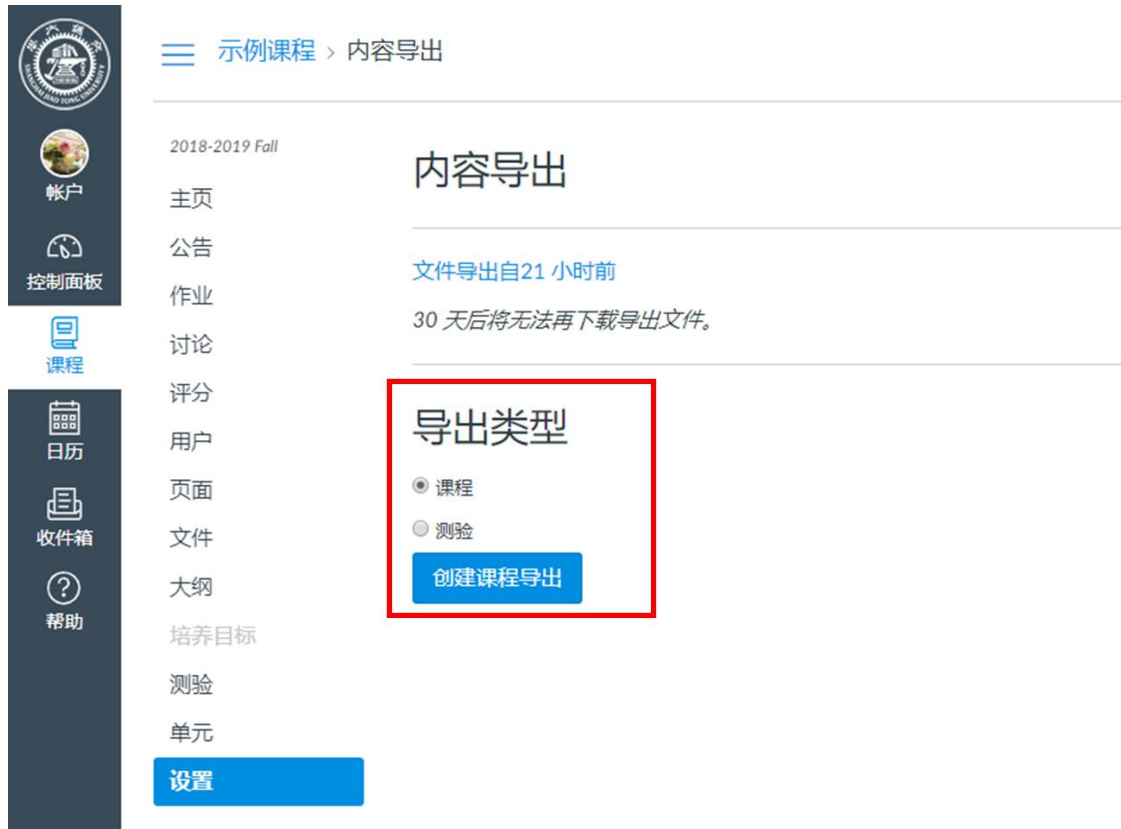 示例课程 › 内容导出
SHANGHAI JIAO TONG UNIVERSITY
帐户
控制面板
课程
日历
收件箱
帮助
2018-2019 Fall
主页
公告
作业
讨论
评分
用户
页面
文件
大纲
培养目标
测验
单元
设置
内容导出
文件导出自21 小时前
30 天后将无法再下载导出文件。
导出类型
课程
测验
创建课程导出